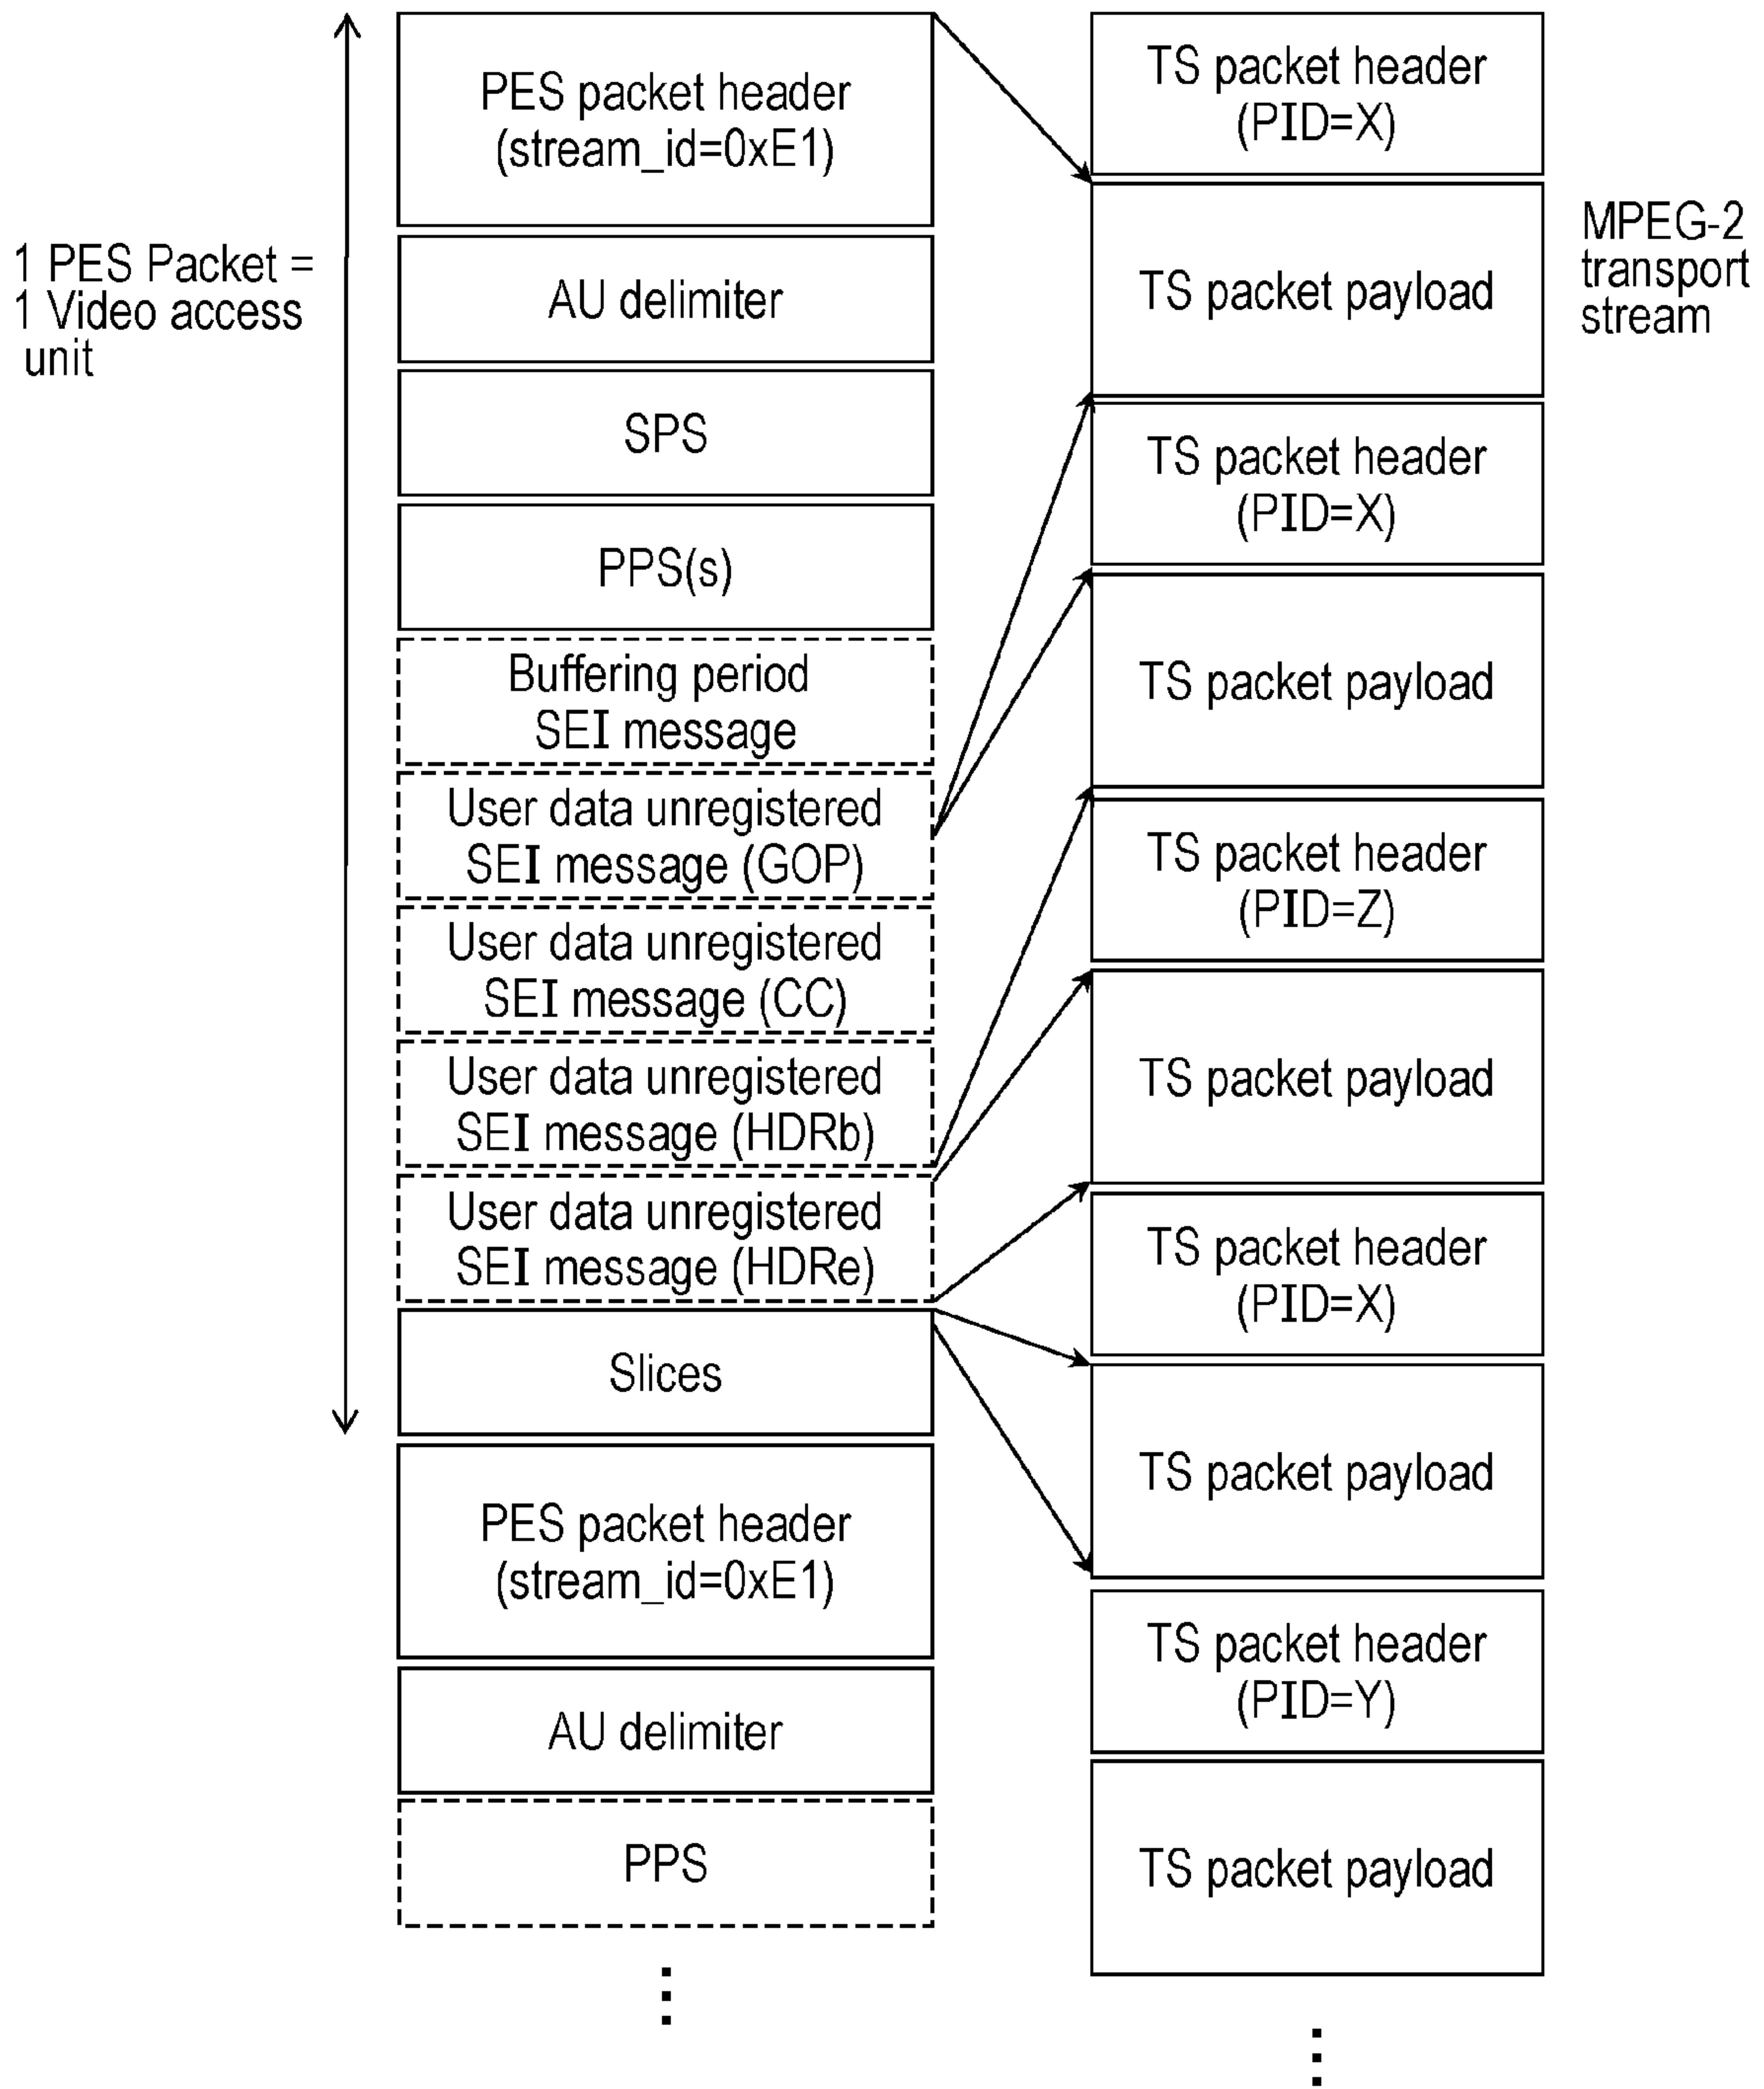 1 PES Packet =
1 Video access
unit
PES packet header
(stream_id=0xE1)
AU delimiter
SPS
PPS(s)
Buffering period
SEI message
User data unregistered
SEI message (GOP)
User data unregistered
SEI message (CC)
User data unregistered
SEI message (HDRb)
User data unregistered
SEI message (HDRe)
Slices
PES packet header
(stream_id=0xE1)
AU delimiter
PPS
TS packet header
(PID=X)
TS packet payload
TS packet header
(PID=X)
TS packet payload
TS packet header
(PID=Z)
TS packet payload
TS packet header
(PID=X)
TS packet payload
TS packet header
(PID=Y)
TS packet payload
MPEG-2
transport
stream